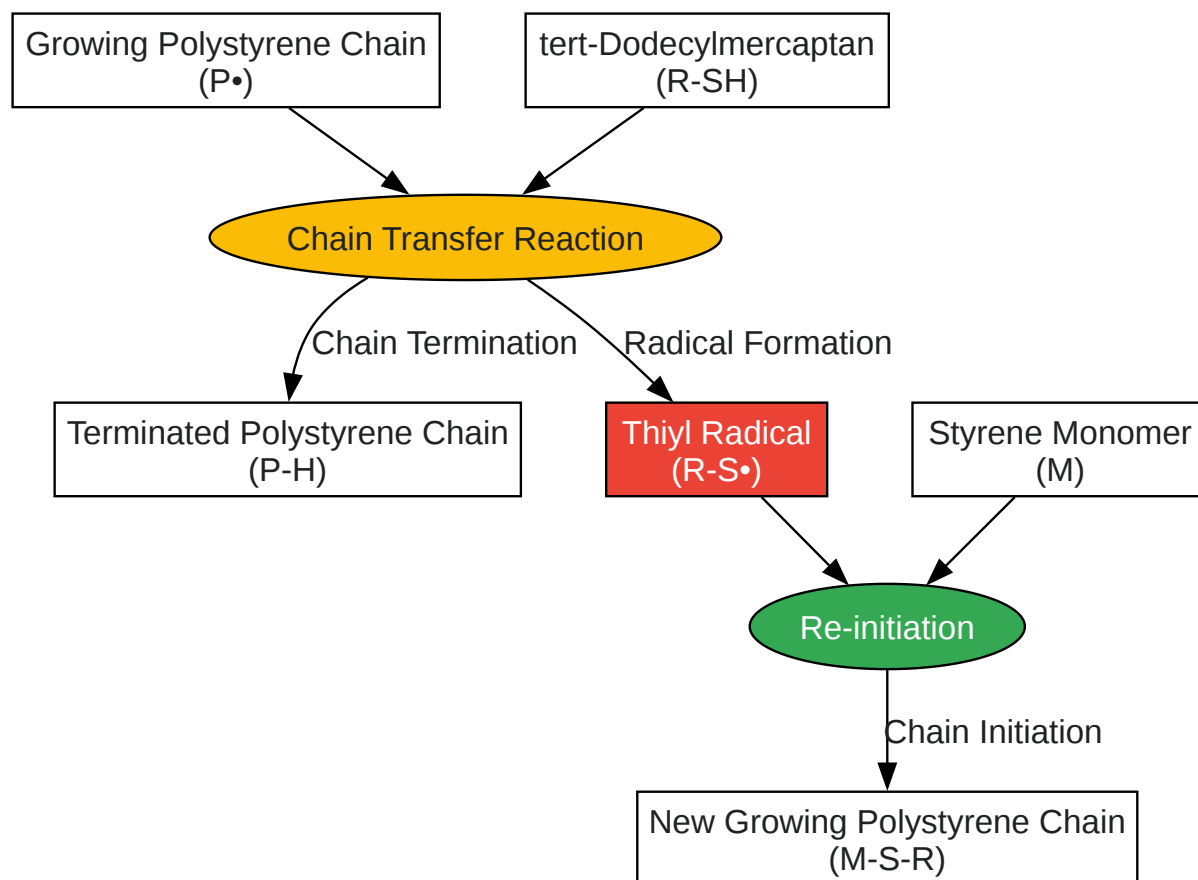 Growing Polystyrene Chain
(P•)
tert-Dodecylmercaptan
(R-SH)
Chain Transfer Reaction
Chain Termination
Radical Formation
Terminated Polystyrene Chain
(P-H)
Thiyl Radical
(R-S•)
Styrene Monomer
(M)
Re-initiation
Chain Initiation
New Growing Polystyrene Chain
(M-S-R)